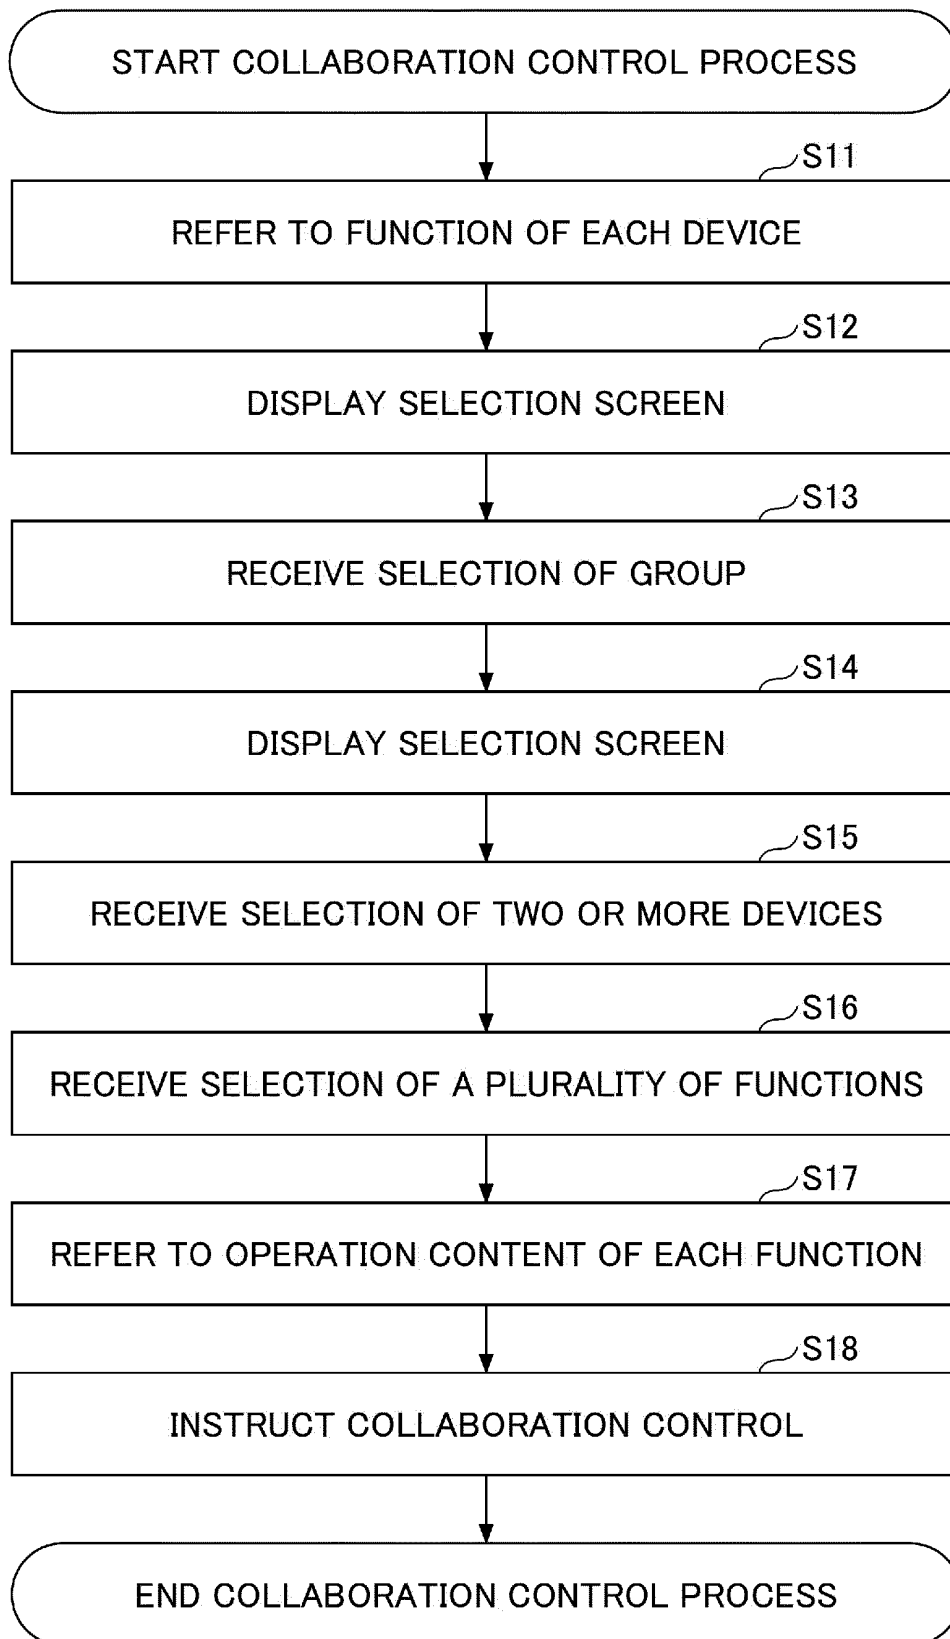 START COLLABORATION CONTROL PROCESS
S11
REFER TO FUNCTION OF EACH DEVICE
S12
DISPLAY SELECTION SCREEN
S13
RECEIVE SELECTION OF GROUP
S14
DISPLAY SELECTION SCREEN
S15
RECEIVE SELECTION OF TWO OR MORE DEVICES
S16
RECEIVE SELECTION OF A PLURALITY OF FUNCTIONS
S17
REFER TO OPERATION CONTENT OF EACH FUNCTION
S18
INSTRUCT COLLABORATION CONTROL
END COLLABORATION CONTROL PROCESS